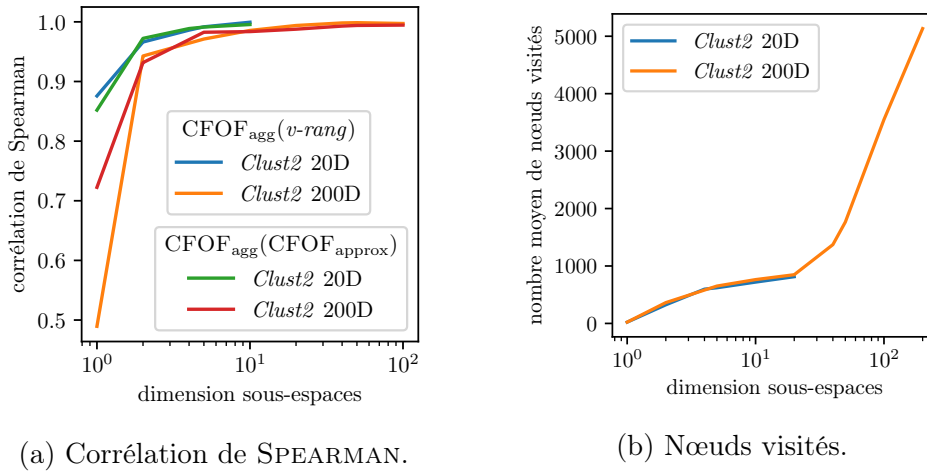 corrélation de Spearman
1.0
0.9
0.8
0.7
0.6
0.5
CFOF_agg(v-rang)
Clust2 20D
Clust2 200D
CFOF_agg(CFOF_approx)
Clust2 20D
Clust2 200D
10^0
10^1
10^2
dimension sous-espaces
(a) Corrélation de SPEARMAN.
nombre moyen de nœuds visités
5000
4000
3000
2000
1000
0
Clust2 20D
Clust2 200D
10^0
10^1
10^2
dimension sous-espaces
(b) Nœuds visités.